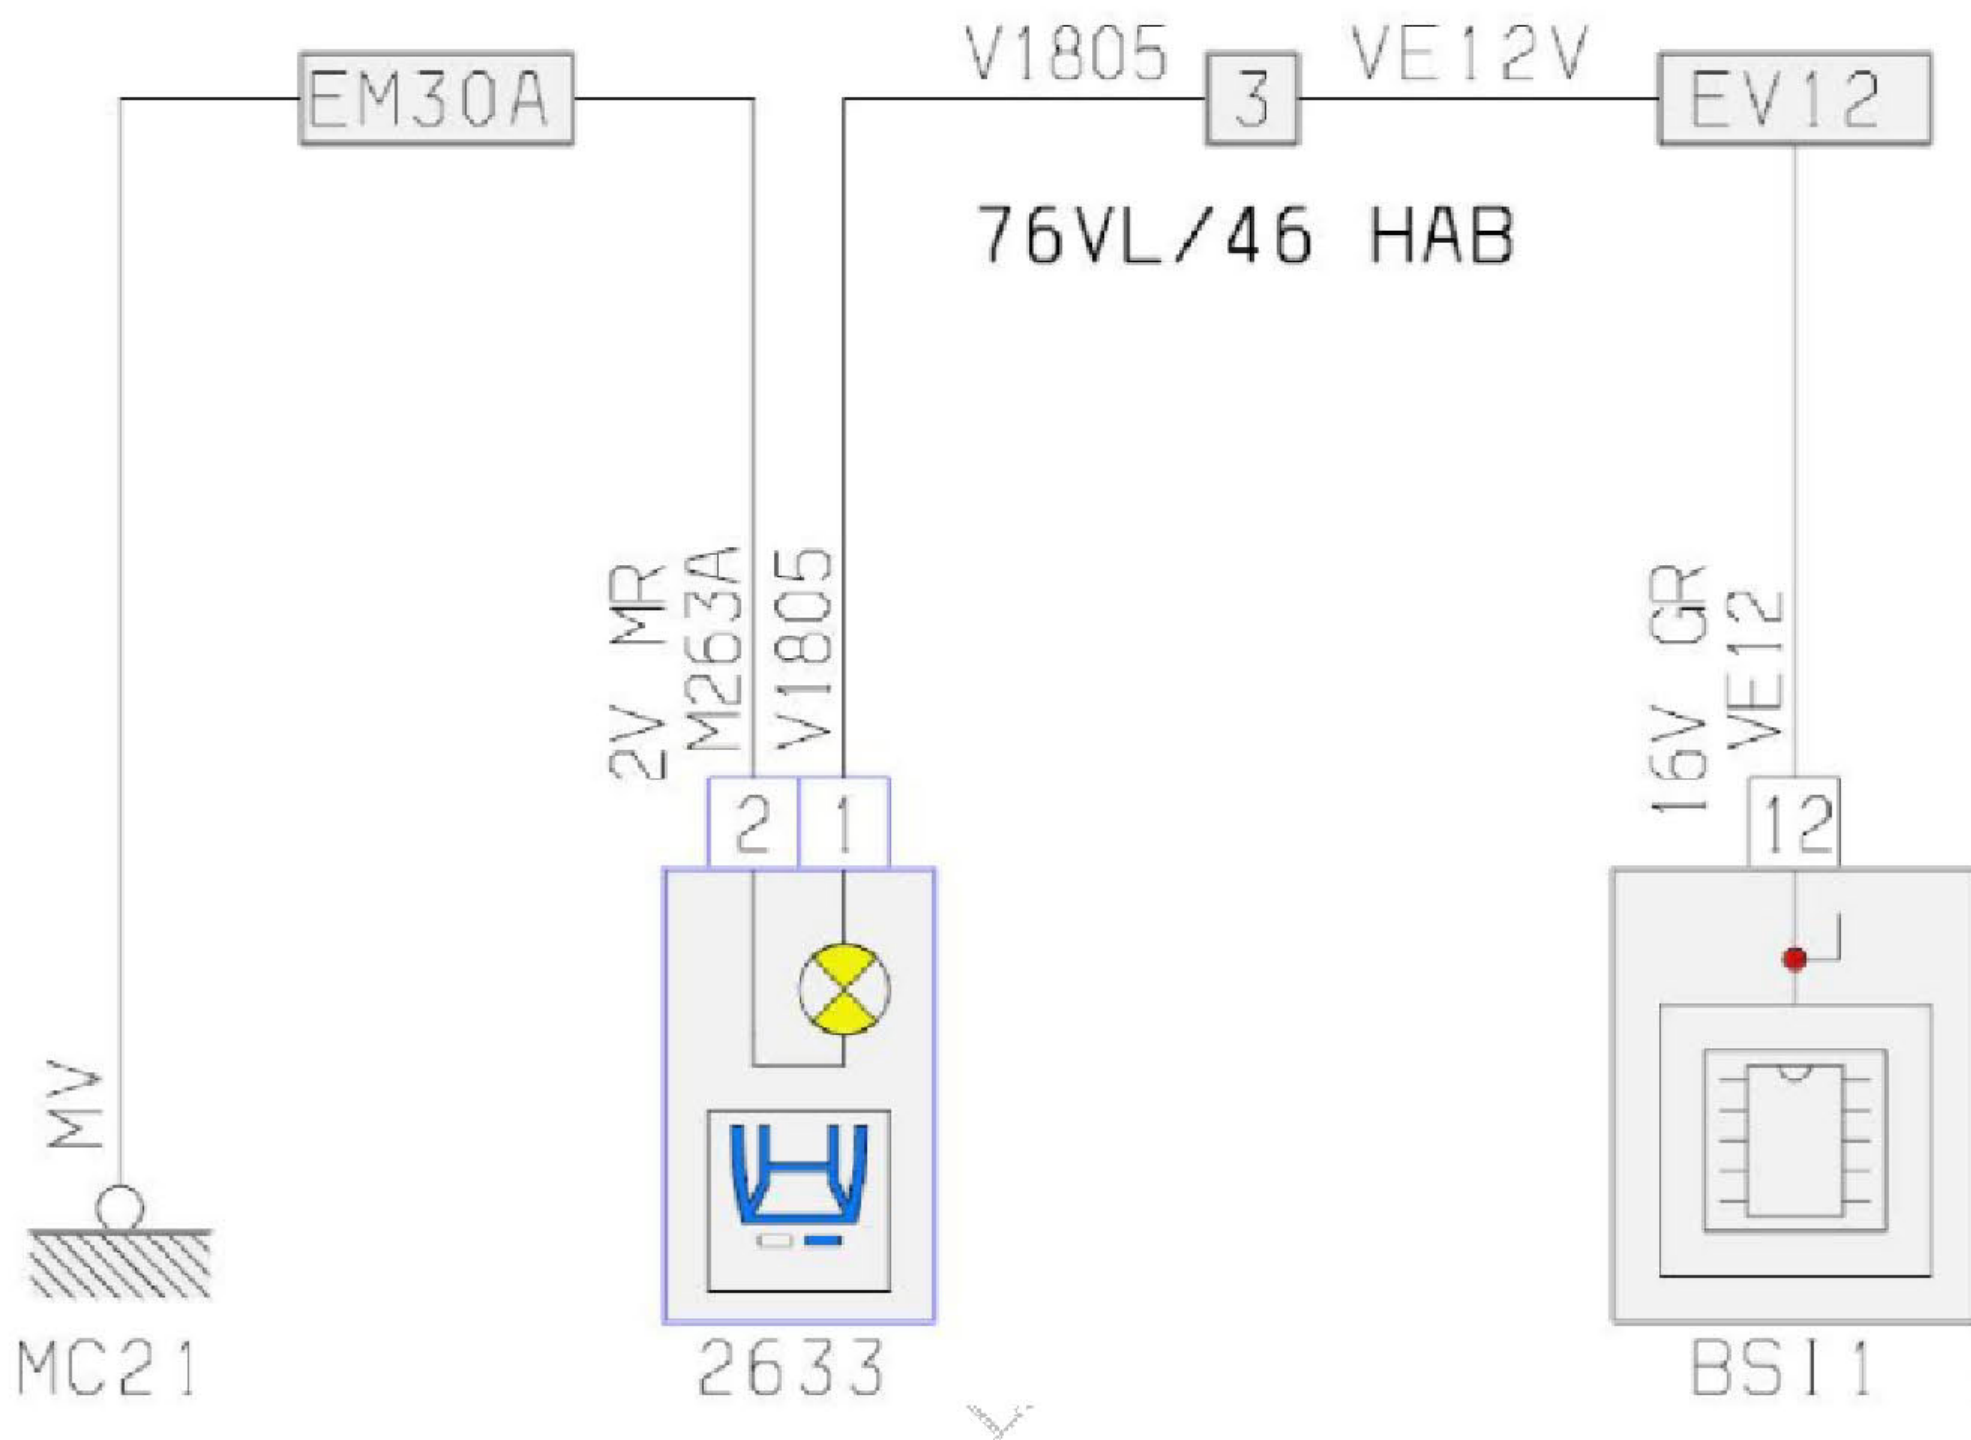 V1805
VE12V
EM30A
3
EV12
76VL/46 HAB
2V MR
M263A
V1805
16V GR
VE12
2
1
12
MV
MC21
2633
BSI1